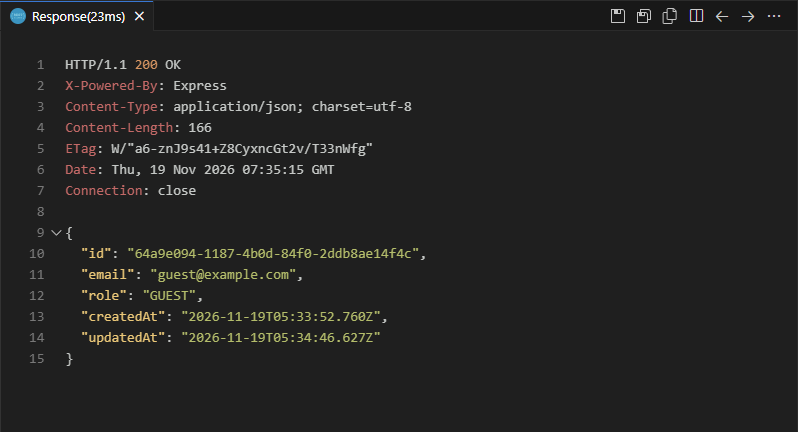 Response(23ms)
1 HTTP/1.1 200 OK
2 X-Powered-By: Express
3 Content-Type: application/json; charset=utf-8
4 Content-Length: 166
5 ETag: W/"a6-znJ9s41+Z8CyxncGt2v/T33nWfg"
6 Date: Thu, 19 Nov 2026 07:35:15 GMT
7 Connection: close
8
9 {
10 "id": "64a9e094-1187-4b0d-84f0-2ddb8ae14f4c",
11 "email": "guest@example.com",
12 "role": "GUEST",
13 "createdAt": "2026-11-19T05:33:52.760Z",
14 "updatedAt": "2026-11-19T05:34:46.627Z"
15 }